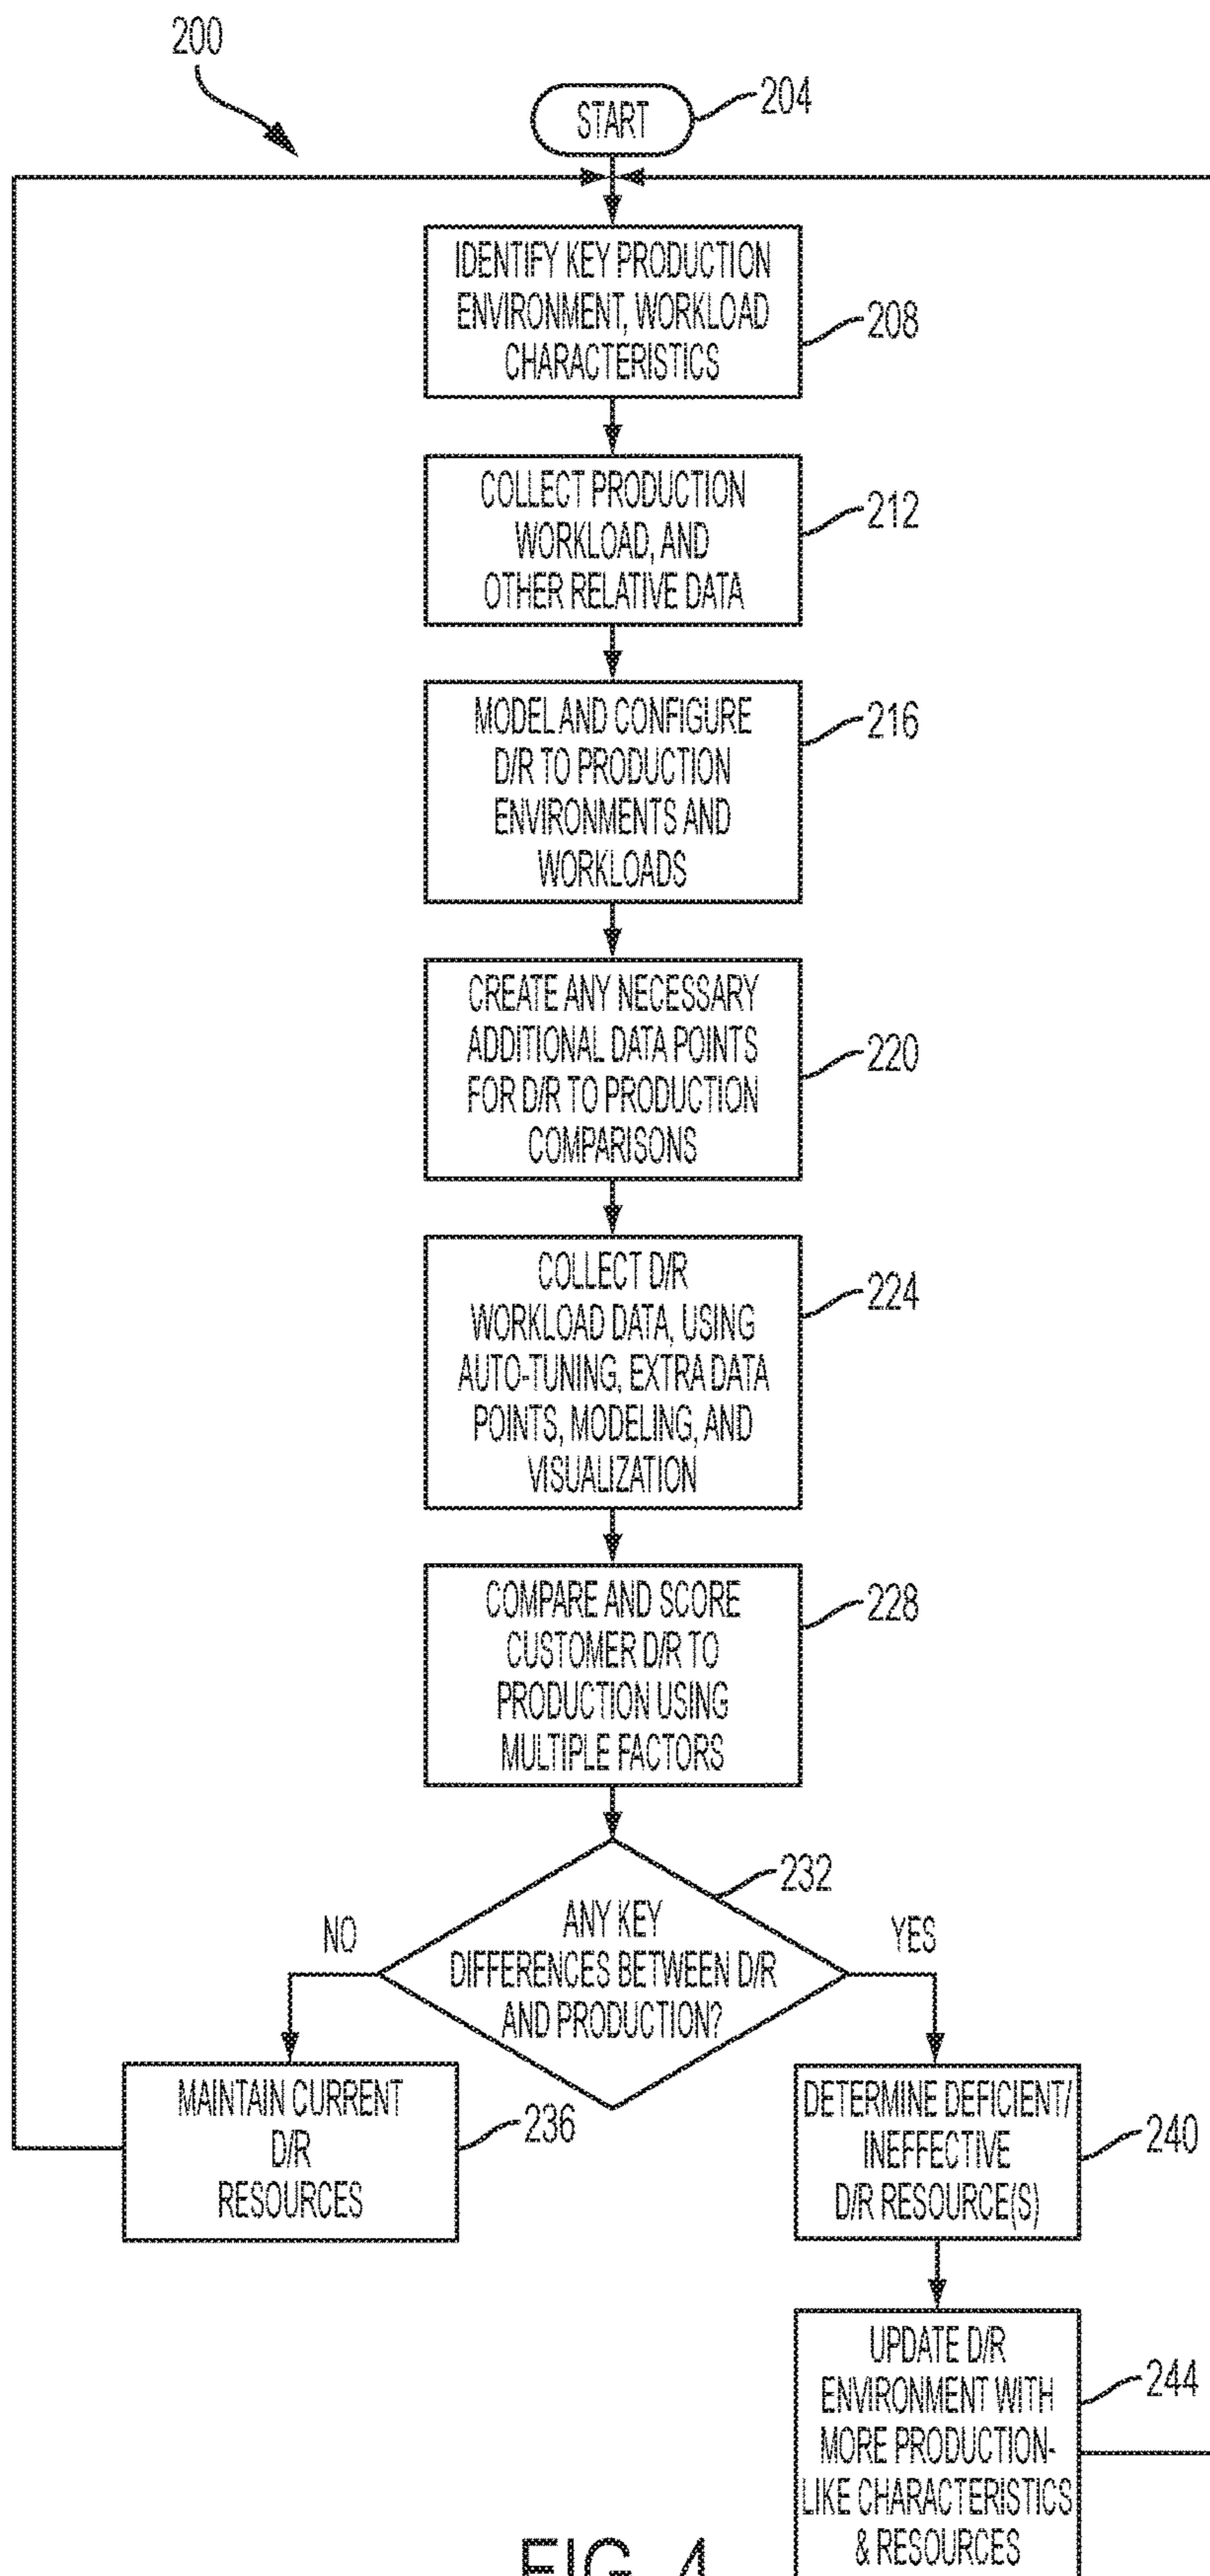 200
START
204
IDENTIFY KEY PRODUCTION
ENVIRONMENT, WORKLOAD
CHARACTERISTICS
208
COLLECT PRODUCTION
WORKLOAD, AND
OTHER RELATIVE DATA
212
MODEL AND CONFIGURE
D/R TO PRODUCTION
ENVIRONMENTS AND
WORKLOADS
216
CREATE ANY NECESSARY
ADDITIONAL DATA POINTS
FOR D/R TO PRODUCTION
COMPARISONS
220
COLLECT D/R
WORKLOAD DATA, USING
AUTO-TUNING, EXTRA DATA
POINTS, MODELING, AND
VISUALIZATION
224
COMPARE AND SCORE
CUSTOMER D/R TO
PRODUCTION USING
MULTIPLE FACTORS
228
ANY KEY
DIFFERENCES BETWEEN D/R
AND PRODUCTION?
232
NO
YES
MAINTAIN CURRENT
D/R
RESOURCES
236
DETERMINE DEFICIENT/
INEFFECTIVE
D/R RESOURCE(S)
240
UPDATE D/R
ENVIRONMENT WITH
MORE PRODUCTION-
LIKE CHARACTERISTICS
& RESOURCES
244
FIG. 4